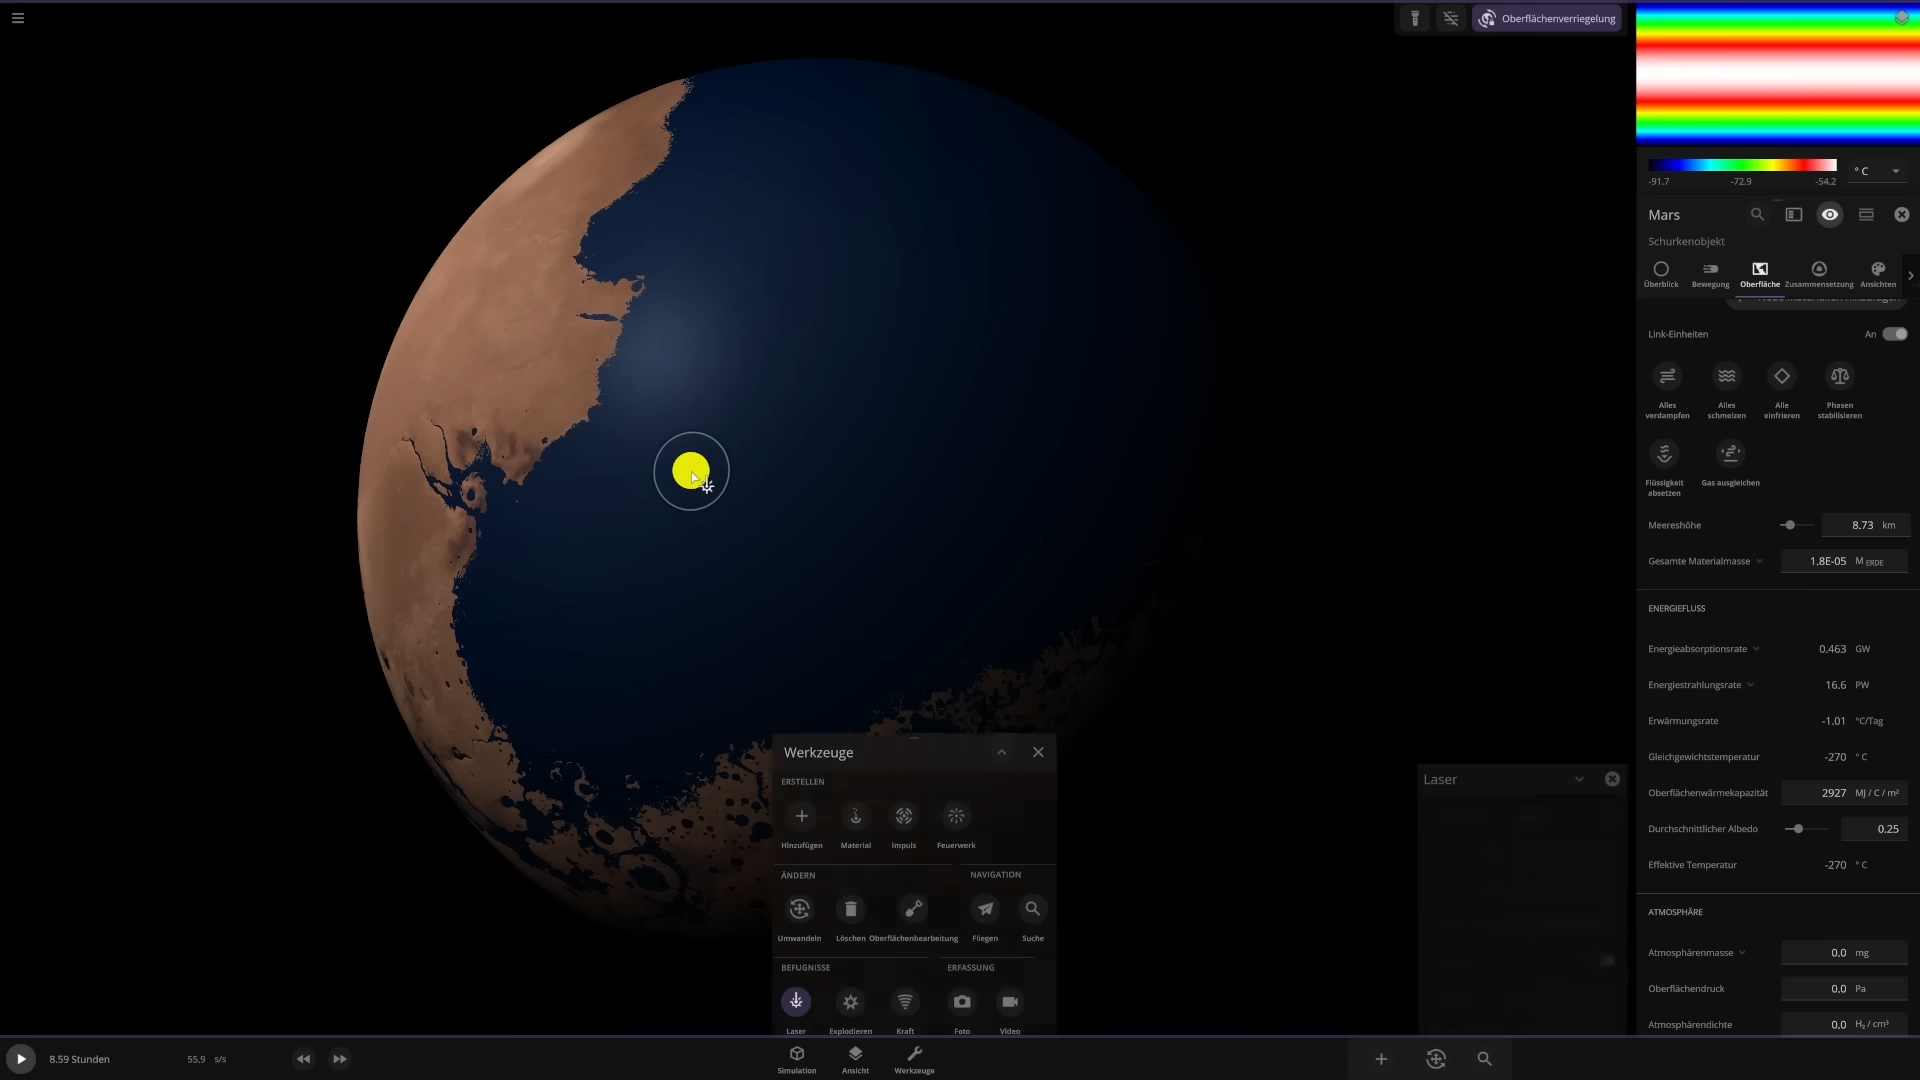 Oberflächenverriegelung
-91.7 -72.9 -54.2
° C
Mars
Schurkenobjekt
Überblick Bewegung Oberfläche Zusammensetzung Ansichten
Link-Einheiten An
Alles verdampfen
Alles schmelzen
Alle einfrieren
Phasen stabilisieren
Flüssigkeit absetzen
Gas ausgleichen
Meereshöhe 8.73 km
Gesamte Materialmasse 1.8E-05 M ERDE
ENERGIEFLUSS
Energieabsorptionsrate 0.463 GW
Energiestrahlungsrate 16.6 PW
Erwärmungsrate -1.01 °C/Tag
Gleichgewichtstemperatur -270 ° C
Oberflächenwärmekapazität 2927 MJ / C / m²
Durchschnittlicher Albedo 0.25
Effektive Temperatur -270 ° C
ATMOSPHÄRE
Atmosphärenmasse 0.0 mg
Oberflächendruck 0.0 Pa
Atmosphärendichte 0.0 H₂ / cm³
Werkzeuge
ERSTELLEN
Hinzufügen Material Impuls Feuerwerk
ÄNDERN
Umwandeln Löschen Oberflächenbearbeitung
NAVIGATION
Fliegen Suche
BEFUGNISSE
Laser Explodieren Kraft
ERFASSUNG
Foto Video
Laser
8.59 Stunden 55.9 s/s
Simulation Ansicht Werkzeuge